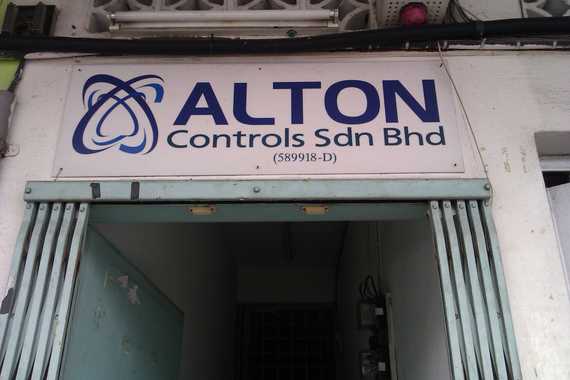 ALTON
Controls Sdn Bhd
(589918-D)